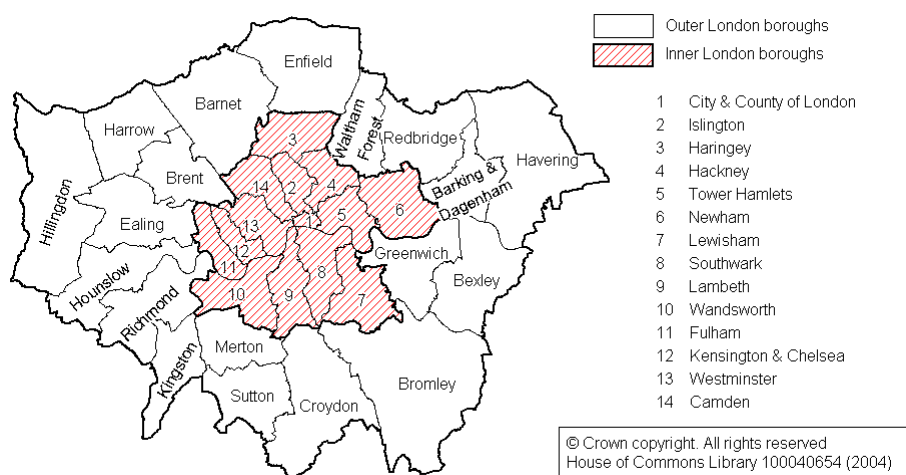 Outer London boroughs
Inner London boroughs
Enfield
Barnet
Harrow
Waltham
Forest
Redbridge
Havering
Brent
Barking &
Dagenham
Hillingdon
Ealing
Hounslow
Richmond
Kingston
Greenwich
Bexley
Merton
Sutton
Croydon
Bromley
3
14
2
4
13
1
5
6
12
11
10
9
8
7
1 City & County of London
2 Islington
3 Haringey
4 Hackney
5 Tower Hamlets
6 Newham
7 Lewisham
8 Southwark
9 Lambeth
10 Wandsworth
11 Fulham
12 Kensington & Chelsea
13 Westminster
14 Camden
© Crown copyright. All rights reserved
House of Commons Library 100040654 (2004)